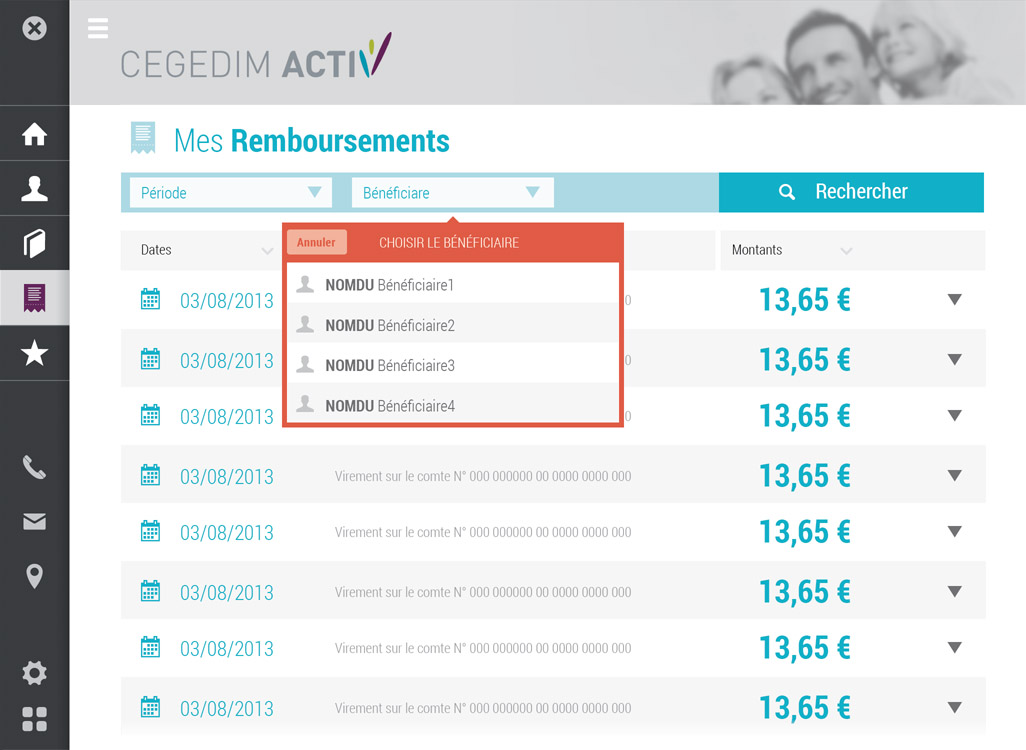 CEGEDIM ACTIV
Mes Remboursements
Période
Bénéficiare
Rechercher
Annuler
CHOISIR LE BÉNÉFICIAIRE
Dates
Montants
NOMDU Bénéficiaire1
NOMDU Bénéficiaire2
NOMDU Bénéficiaire3
NOMDU Bénéficiaire4
03/08/2013 0 13,65 €
03/08/2013 0 13,65 €
03/08/2013 0 13,65 €
03/08/2013 Virement sur le comte N° 000 000000 00 0000 0000 000 13,65 €
03/08/2013 Virement sur le comte N° 000 000000 00 0000 0000 000 13,65 €
03/08/2013 Virement sur le comte N° 000 000000 00 0000 0000 000 13,65 €
03/08/2013 Virement sur le comte N° 000 000000 00 0000 0000 000 13,65 €
03/08/2013 Virement sur le comte N° 000 000000 00 0000 0000 000 13,65 €